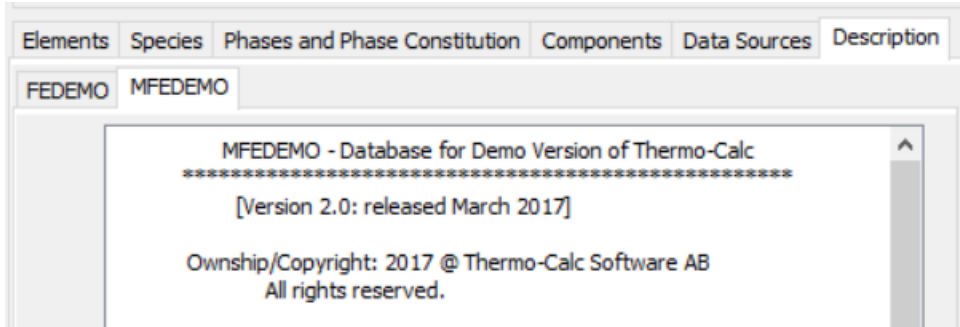 Elements Species Phases and Phase Constitution Components Data Sources Description
FEDEMO MFEDEMO
MFEDEMO - Database for Demo Version of Thermo-Calc
***************************************************
[Version 2.0: released March 2017]
Ownship/Copyright: 2017 @ Thermo-Calc Software AB
All rights reserved.